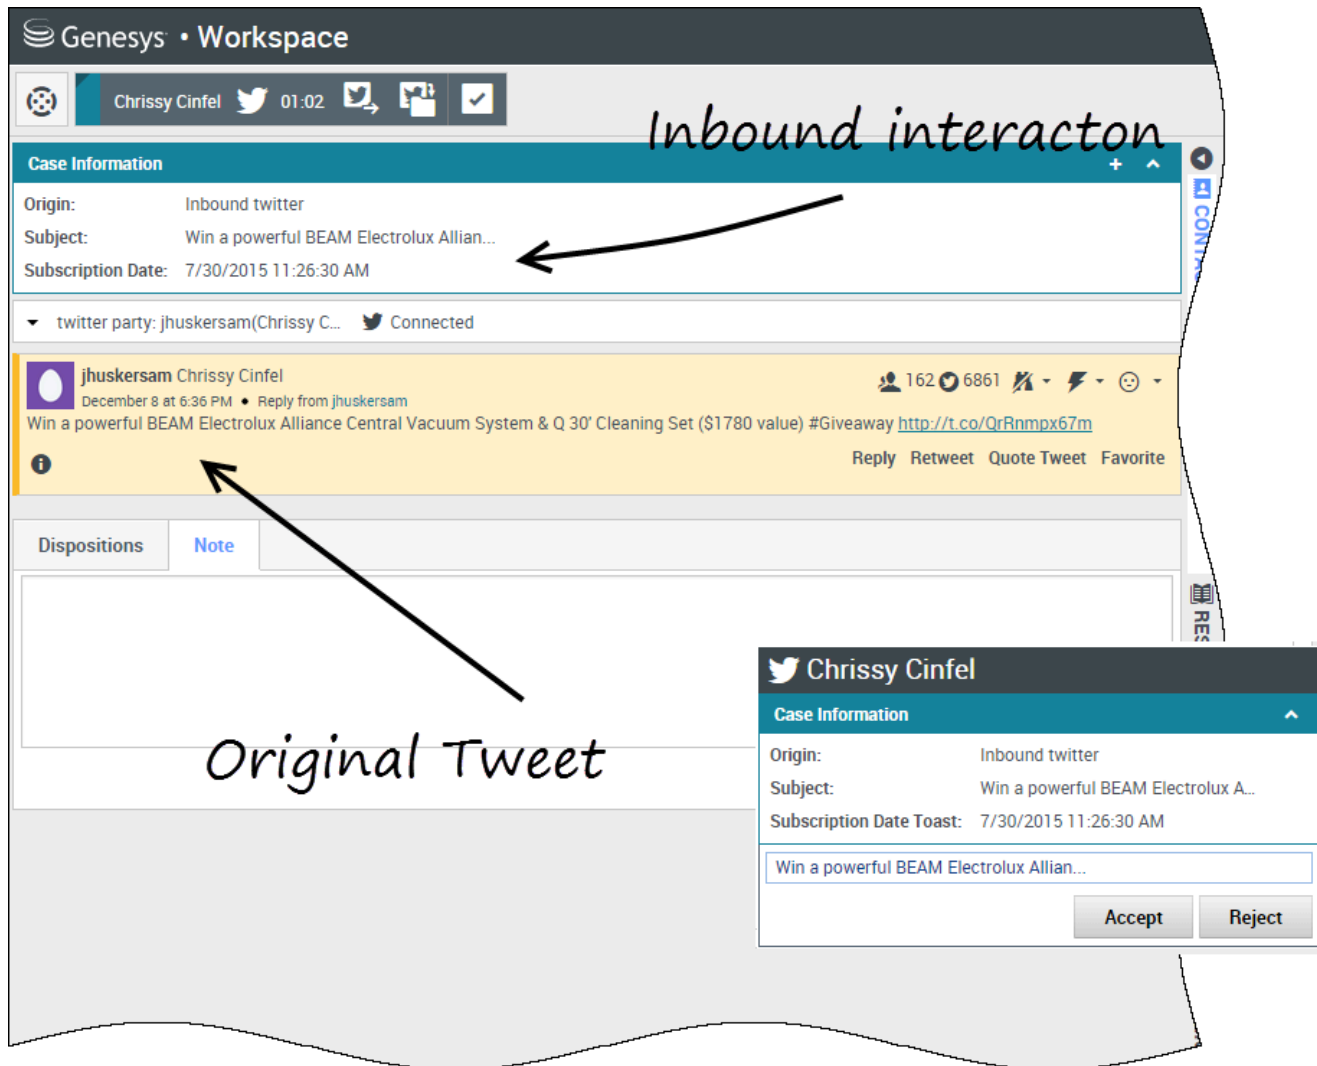 Genesys • Workspace
Chrissy Cinfel 01:02
Inbound interacton
Case Information
Origin: Inbound twitter
Subject: Win a powerful BEAM Electrolux Allian...
Subscription Date: 7/30/2015 11:26:30 AM
twitter party: jhuskersam(Chrissy C... Connected
jhuskersam Chrissy Cinfel 162 6861
December 8 at 6:36 PM • Reply from jhuskersam
Win a powerful BEAM Electrolux Alliance Central Vacuum System & Q 30' Cleaning Set ($1780 value) #Giveaway http://t.co/QrRnmpx67m
Reply Retweet Quote Tweet Favorite
Dispositions Note
Original Tweet
Chrissy Cinfel
Case Information
Origin: Inbound twitter
Subject: Win a powerful BEAM Electrolux A...
Subscription Date Toast: 7/30/2015 11:26:30 AM
Win a powerful BEAM Electrolux Allian...
Accept Reject